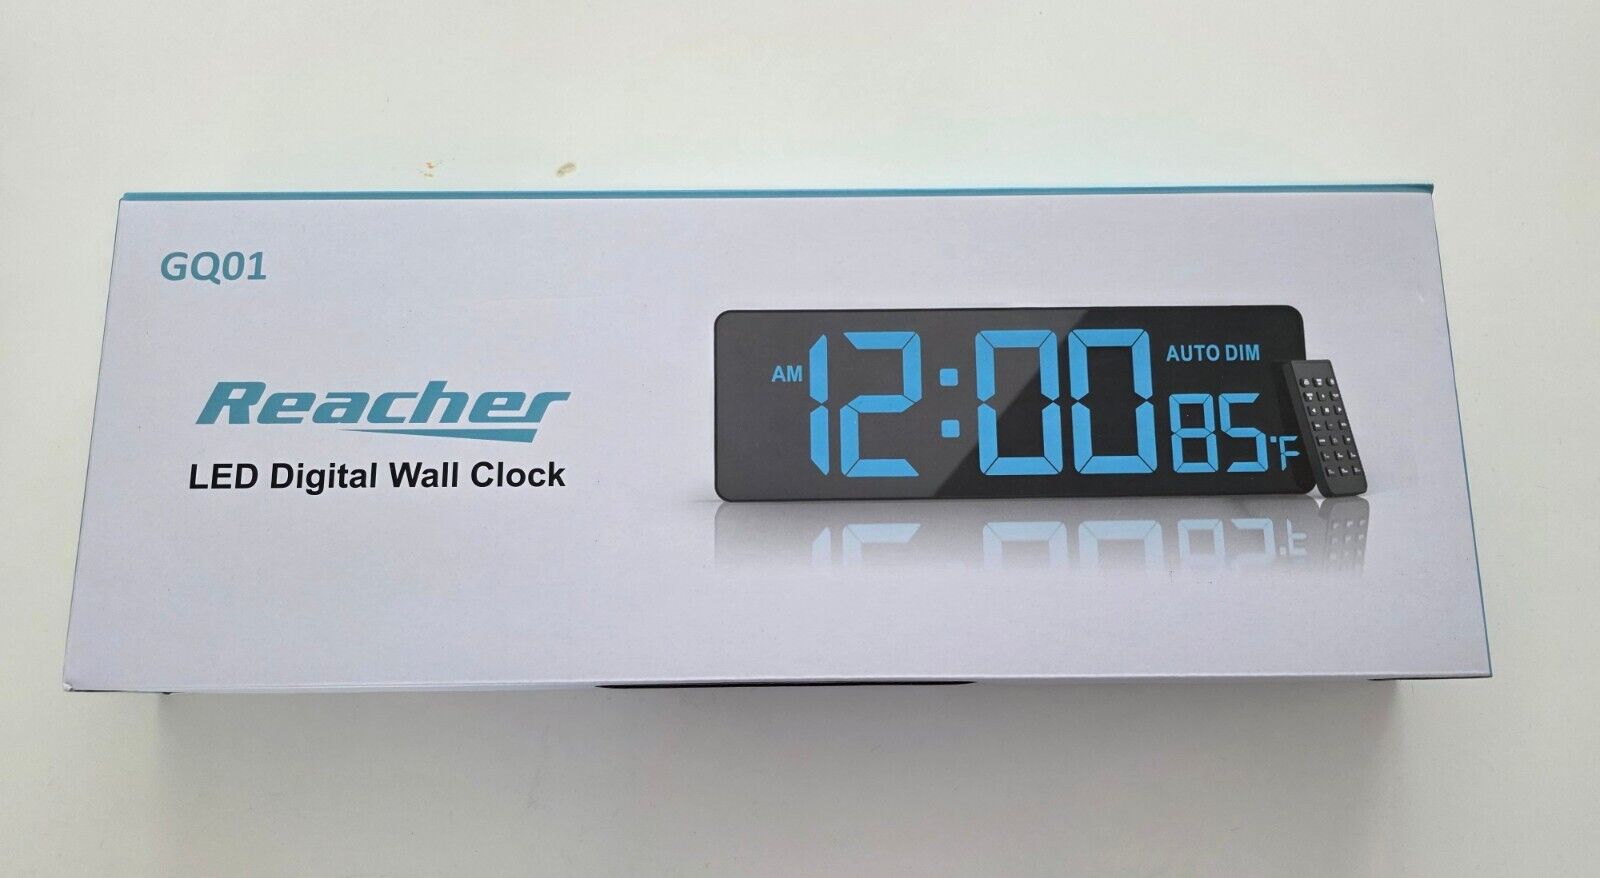 GQ01
Reacher
LED Digital Wall Clock
AM 12:00 AUTO DIM
85°F